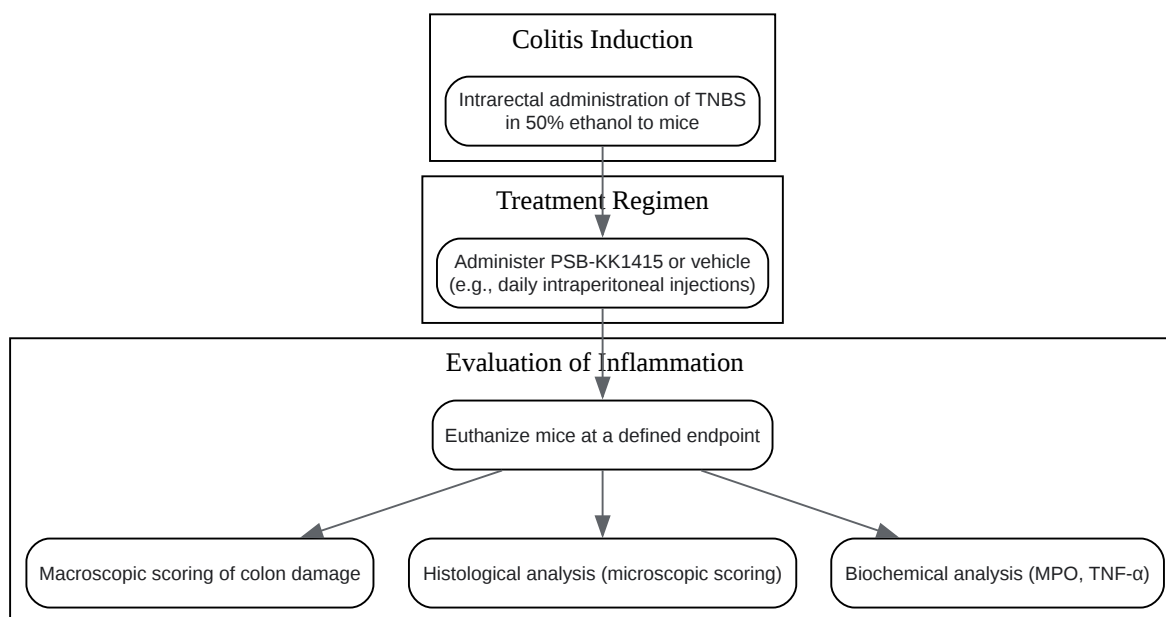 Colitis Induction
Intrarectal administration of TNBS
in 50% ethanol to mice
Treatment Regimen
Administer PSB-KK1415 or vehicle
(e.g., daily intraperitoneal injections)
Evaluation of Inflammation
Euthanize mice at a defined endpoint
Macroscopic scoring of colon damage
Histological analysis (microscopic scoring)
Biochemical analysis (MPO, TNF-α)